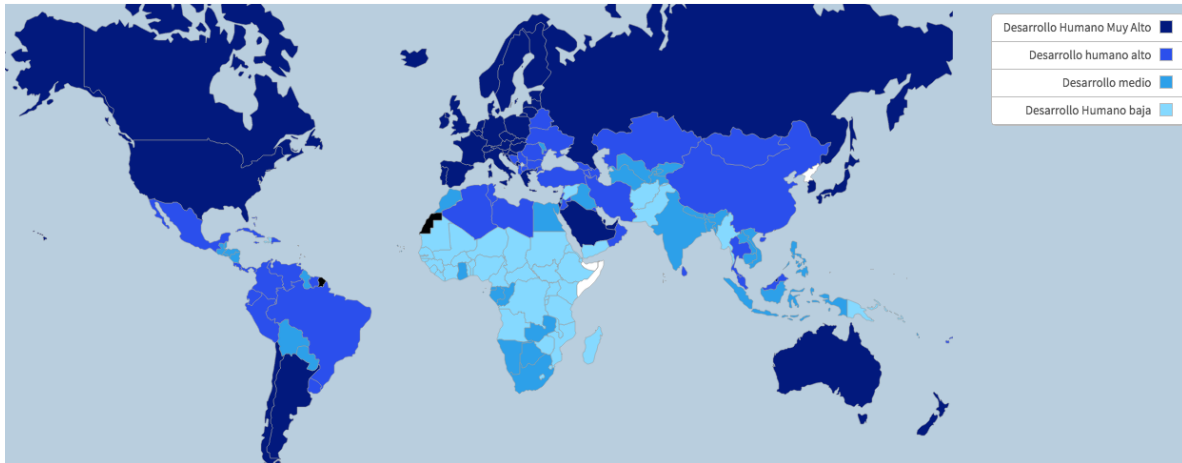 Desarrollo Humano Muy Alto
Desarrollo humano alto
Desarrollo medio
Desarrollo Humano baja